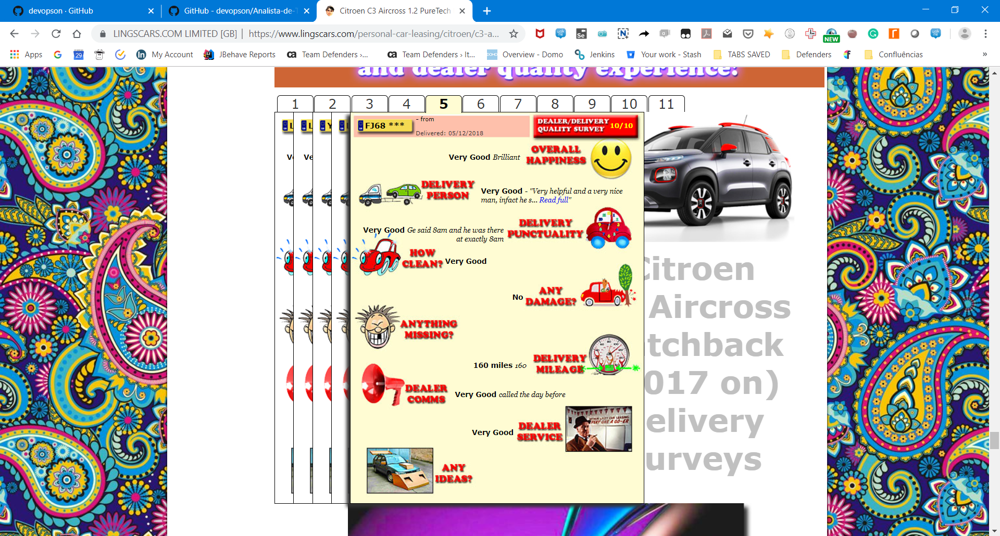 devopson · GitHub
GitHub - devopson/Analista-de-T
Citroen C3 Aircross 1.2 PureTech
LINGSCARS.COM LIMITED [GB] | https://www.lingscars.com/personal-car-leasing/citroen/c3-a...
Se
N
NEW
Apps
29
My Account
JBehave Reports
Team Defenders ›...
Team Defenders › It...
Overview - Domo
Jenkins
Your work - Stash
TABS SAVED
Defenders
Confluências
»
and dealer quality experience:
1 2 3 4 5 6 7 8 9 10 11
FJ68 ***
- from
Delivered: 05/12/2018
DEALER/DELIVERY
QUALITY SURVEY 10/10
Very Good Brilliant
OVERALL
HAPPINESS
DELIVERY
PERSON
Very Good - "Very helpful and a very nice
man, infact he s... Read full"
Very Good Ge said 8am and he was there
at exactly 8am
DELIVERY
PUNCTUALITY
HOW
CLEAN? Very Good
No
ANY
DAMAGE?
ANYTHING
MISSING?
160 miles 160
DELIVERY
MILEAGE
DEALER
COMMS
Very Good called the day before
Very Good
DEALER
SERVICE
EVERY ONE A GO-ER
ANY
IDEAS?
Citroen
Aircross
tchback
017 on)
elivery
urveys